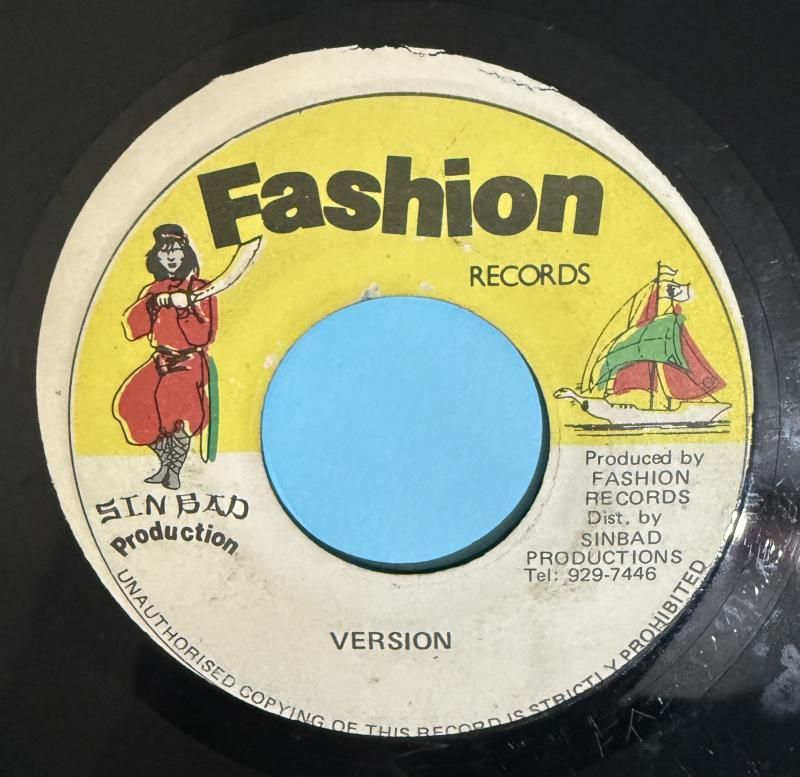 Fashion
RECORDS
SINBAD
Production
Produced by
FASHION
RECORDS
Dist. by
SINBAD
PRODUCTIONS
Tel: 929-7446
VERSION
UNAUTHORISED COPYING OF THIS RECORD IS STRICTLY PROHIBITED